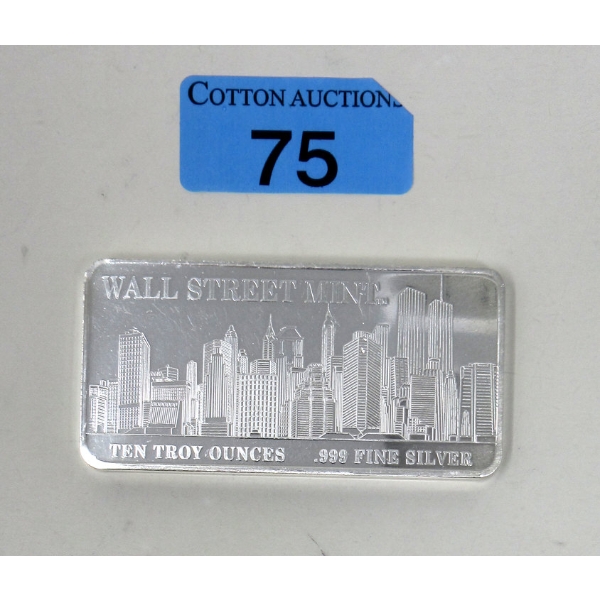 COTTON AUCTIONS
75
WALL STREET MINT.
TEN TROY OUNCES .999 FINE SILVER